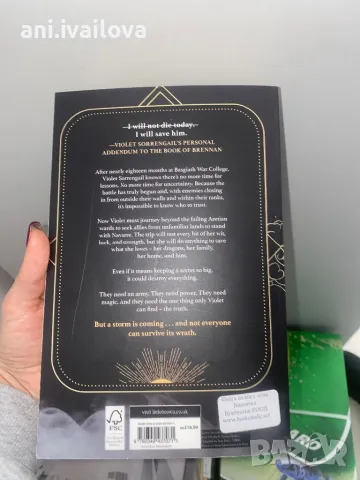 ani.ivailova
I will not die today.
I will save him.
—VIOLET SORRENGAIL'S PERSONAL
ADDENDUM TO THE BOOK OF BRENNAN
After nearly eighteen months at Basgiath War College,
Violet Sorrengail knows there's no more time for
lessons. No more time for uncertainty. Because the
battle has truly begun and, with enemies closing
in from outside their walls and within their ranks,
it's impossible to know who to trust.
Now Violet must journey beyond the failing Aretian
wards to seek allies from unfamiliar lands to stand
with Navarre. The trip will test every bit of her wit,
luck, and strength, but she will do anything to save
what she loves – her dragons, her family,
her home, and him.
Even if it means keeping a secret so big,
it could destroy everything.
They need an army. They need power. They need
magic. And they need the one thing only Violet
can find – the truth.
But a storm is coming . . . and not everyone
can survive its wrath.
FSC
bazar.bg